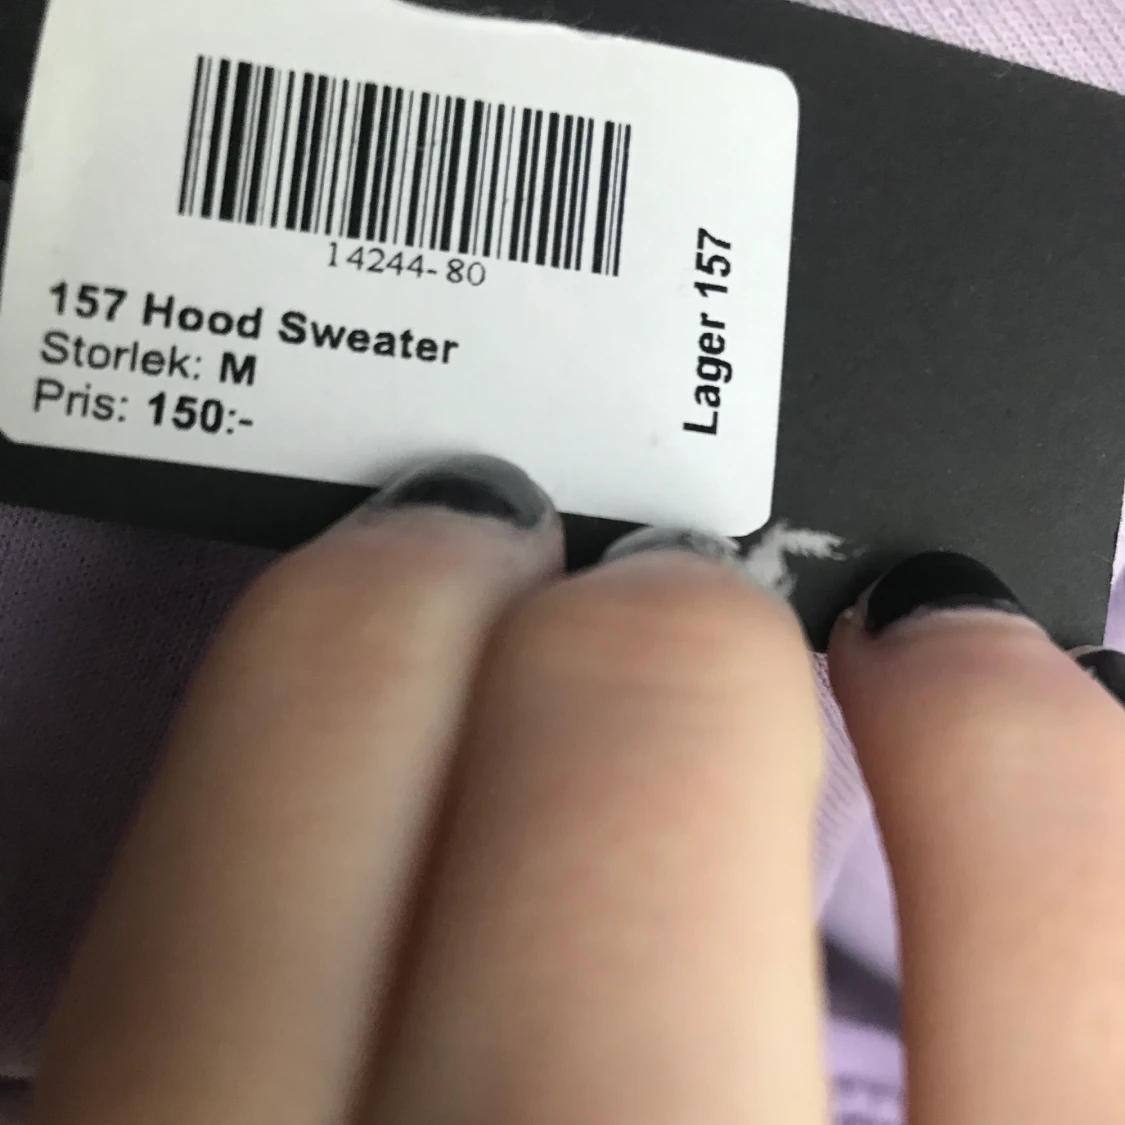 14244-80
157 Hood Sweater
Storlek: M
Pris: 150:-
Lager 157